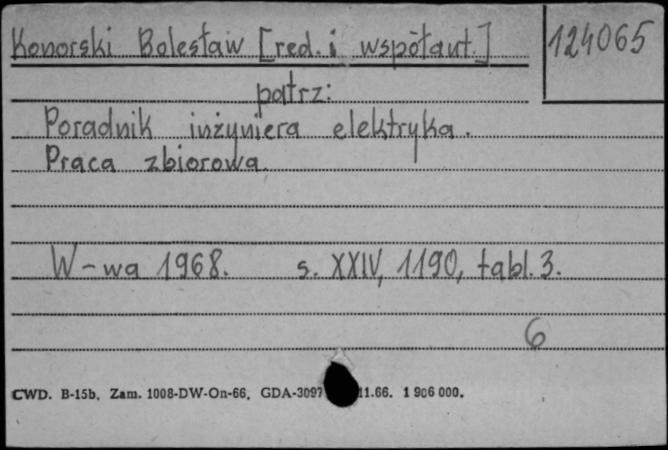 Konorski Bolesław [red. i współaut.]
124065
patrz:
Poradnik inżyniera elektryka.
Praca zbiorowa.
W-wa 1968. s. XXIV, 1190, tabl. 3.
6
CWD. B-15b. Zam. 1008-DW-On-66. GDA-3097 11.66. 1 906 000.